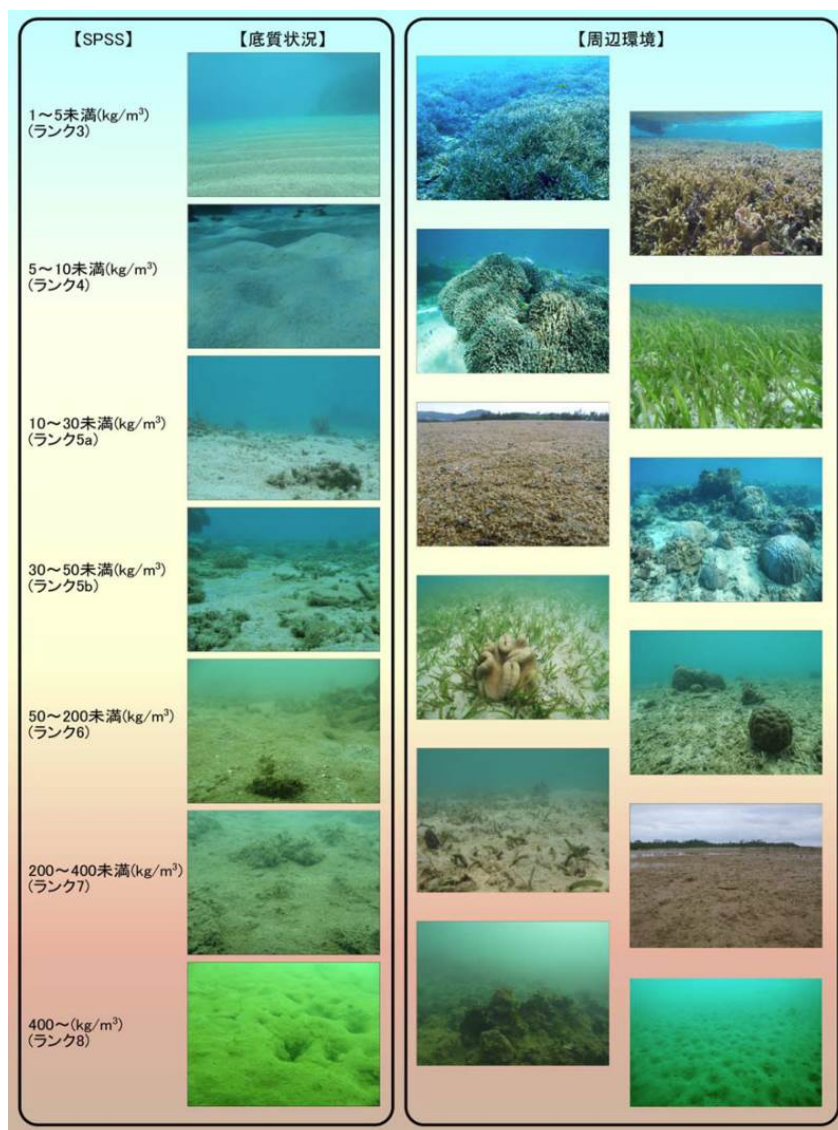 【SPSS】
【底質状況】
【周辺環境】
1～5未満(kg/m³)
(ランク3)
5～10未満(kg/m³)
(ランク4)
10～30未満(kg/m³)
(ランク5a)
30～50未満(kg/m³)
(ランク5b)
50～200未満(kg/m³)
(ランク6)
200～400未満(kg/m³)
(ランク7)
400～(kg/m³)
(ランク8)